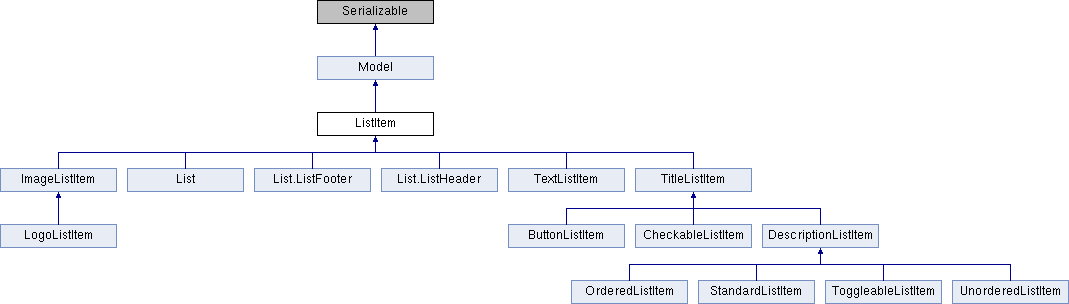 Serializable
Model
ListItem
ImageListItem
List
List.ListFooter
List.ListHeader
TextListItem
TitleListItem
LogoListItem
ButtonListItem
CheckableListItem
DescriptionListItem
OrderedListItem
StandardListItem
ToggleableListItem
UnorderedListItem